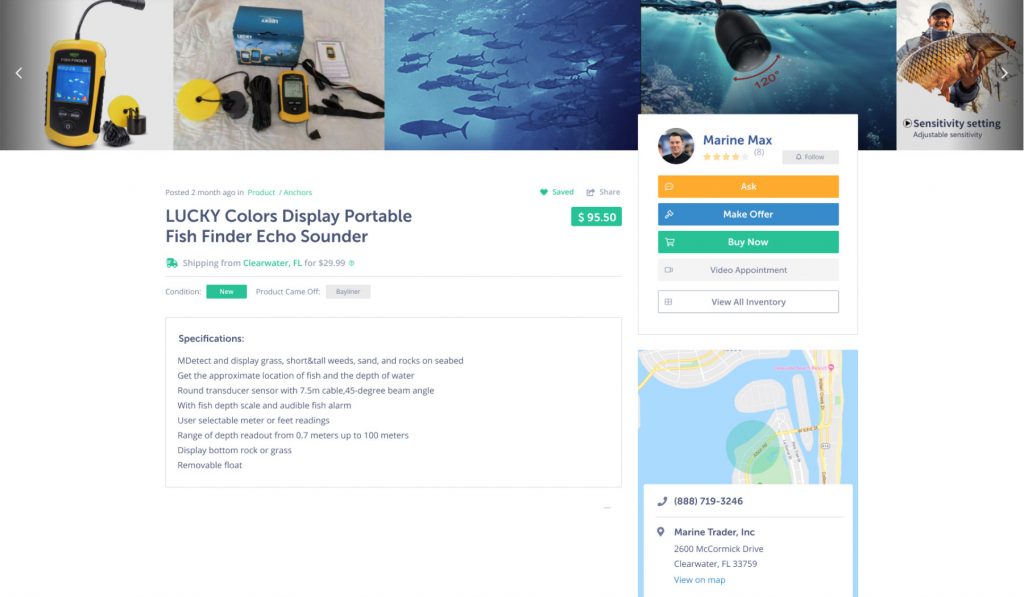 FISH FINDER
LUCKY
120°
Sensitivity setting
Adjustable sensitivity
Marine Max
(8)
Follow
Ask
Make Offer
Buy Now
Video Appointment
View All Inventory
Posted 2 month ago in Product / Anchors
Saved
Share
LUCKY Colors Display Portable
Fish Finder Echo Sounder
$ 95.50
Shipping from Clearwater, FL for $29.99
Condition: New Product Came Off: Bayliner
Specifications:
MDetect and display grass, short&tall weeds, sand, and rocks on seabed
Get the approximate location of fish and the depth of water
Round transducer sensor with 7.5m cable,45-degree beam angle
With fish depth scale and audible fish alarm
User selectable meter or feet readings
Range of depth readout from 0.7 meters up to 100 meters
Display bottom rock or grass
Removable float
(888) 719-3246
Marine Trader, Inc
2600 McCormick Drive
Clearwater, FL 33759
View on map